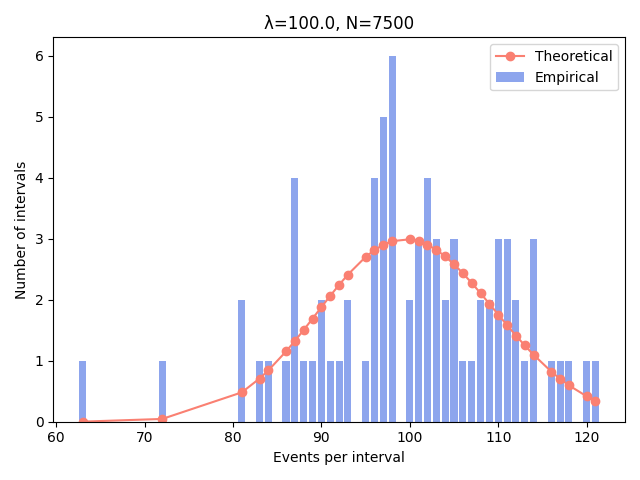 λ=100.0, N=7500
Theoretical
Empirical
Number of intervals
6
5
4
3
2
1
0
60 70 80 90 100 110 120
Events per interval